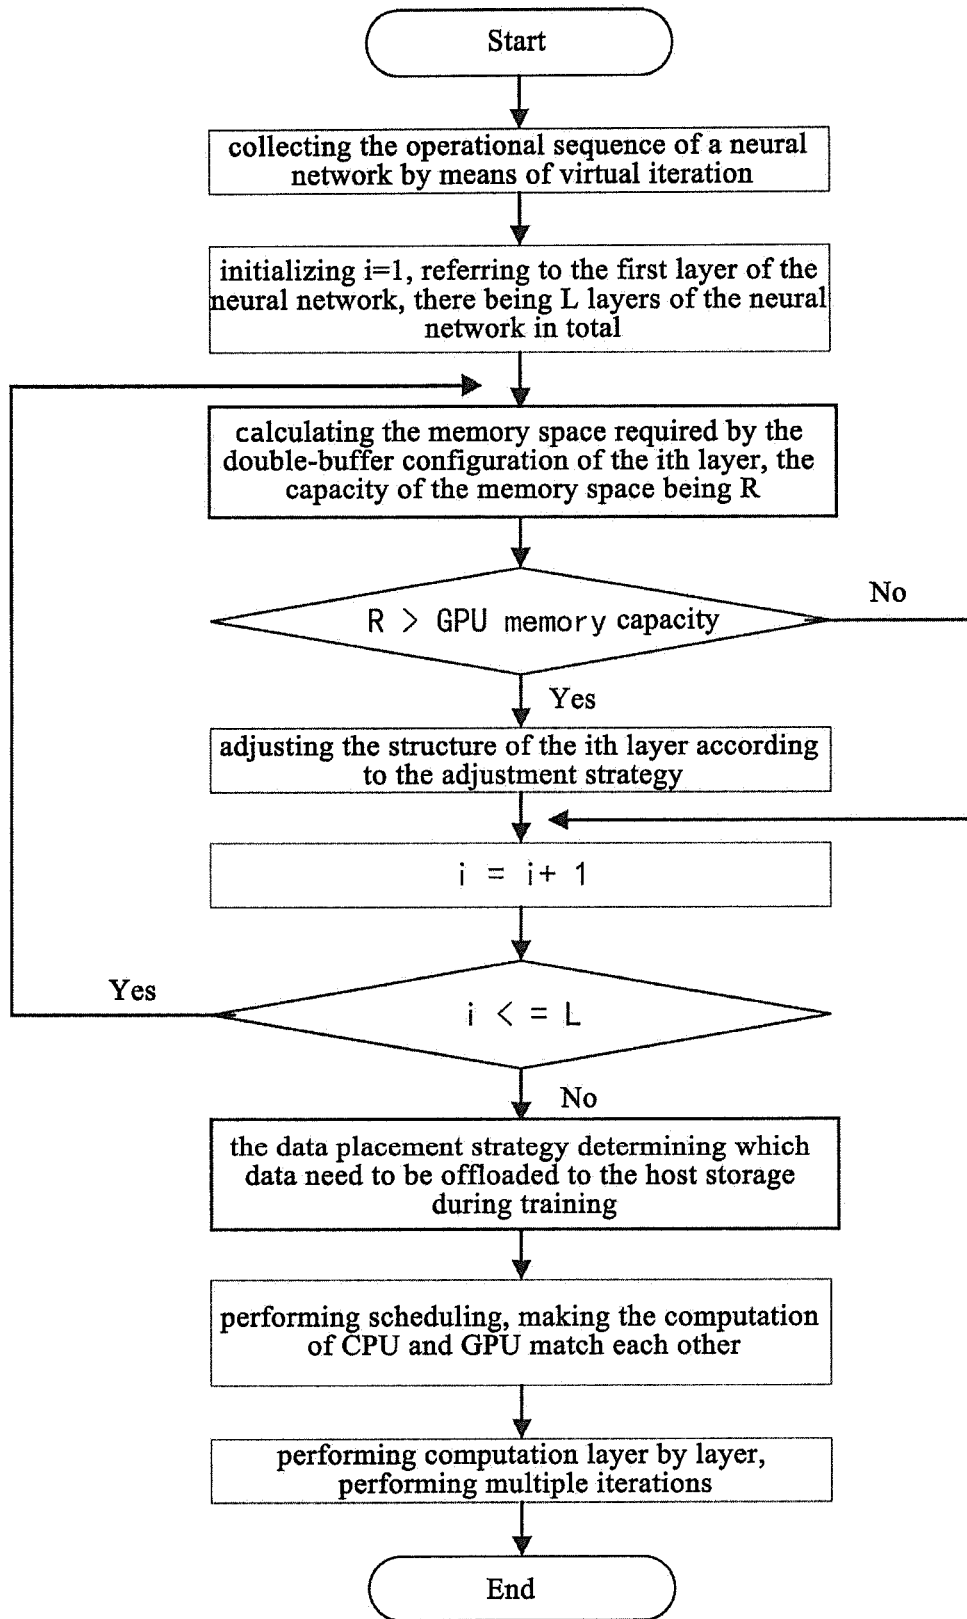 Start
collecting the operational sequence of a neural
network by means of virtual iteration
initializing i=1, referring to the first layer of the
neural network, there being L layers of the neural
network in total
calculating the memory space required by the
double-buffer configuration of the ith layer, the
capacity of the memory space being R
R > GPU memory capacity
No
Yes
adjusting the structure of the ith layer according
to the adjustment strategy
i = i+ 1
Yes
i < = L
No
the data placement strategy determining which
data need to be offloaded to the host storage
during training
performing scheduling, making the computation
of CPU and GPU match each other
performing computation layer by layer,
performing multiple iterations
End